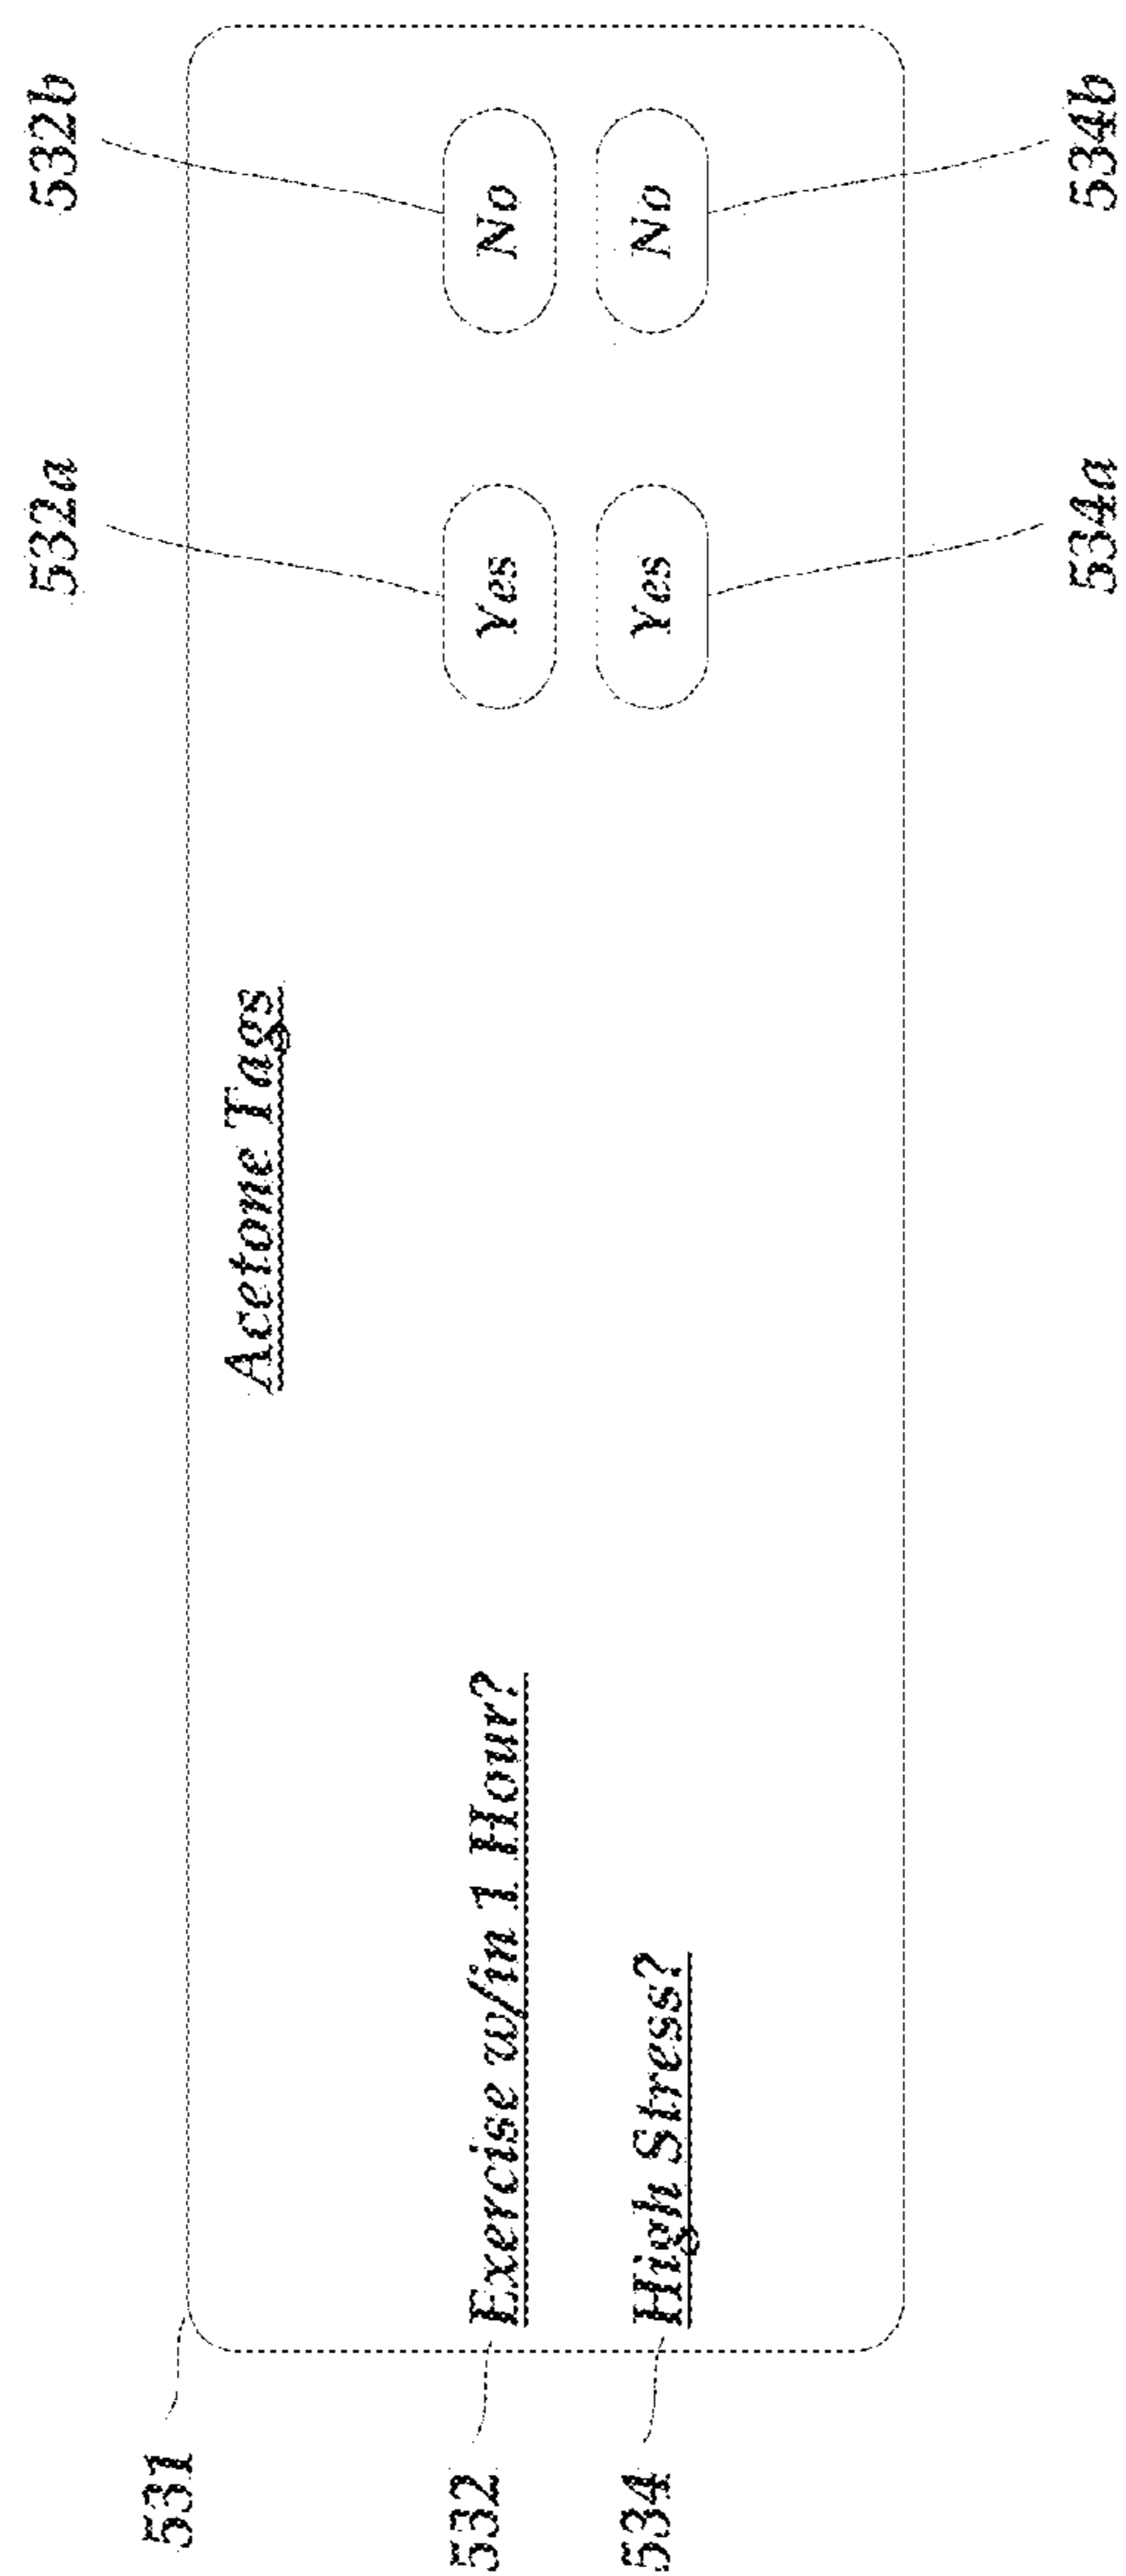 532a 532b
531
Acetone Tags
532 Exercise w/in 1 Hour? Yes No
534 High Stress? Yes No
534a 534b